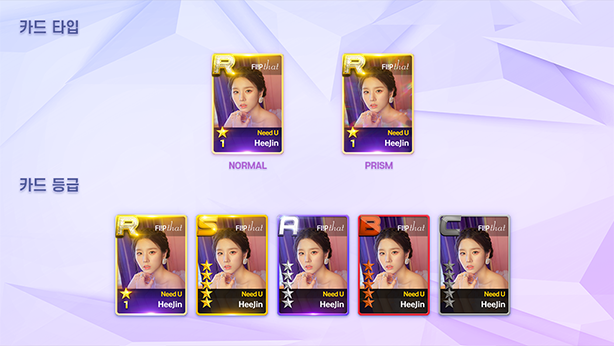 카드 타입
R FlIP that
Need U
1 HeeJin
NORMAL
R FlIP that
Need U
1 HeeJin
PRISM
카드 등급
R FlIP that
Need U
1 HeeJin
S FlIP that
Need U
HeeJin
A FlIP that
Need U
HeeJin
B FlIP that
Need U
HeeJin
C FlIP that
Need U
HeeJin